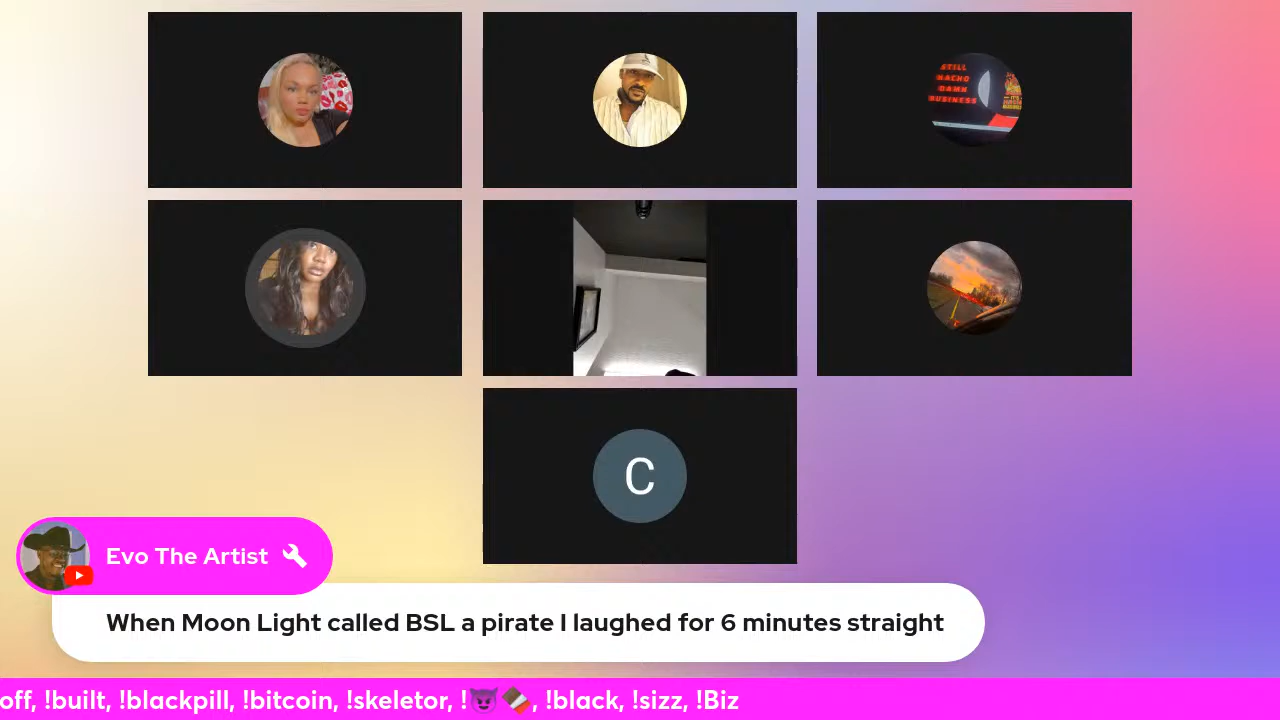 STILL
NACHO
DAMN
BUSINESS
C
Evo The Artist
When Moon Light called BSL a pirate I laughed for 6 minutes straight
off, !built, !blackpill, !bitcoin, !skeletor, !😈🍫, !black, !sizz, !Biz